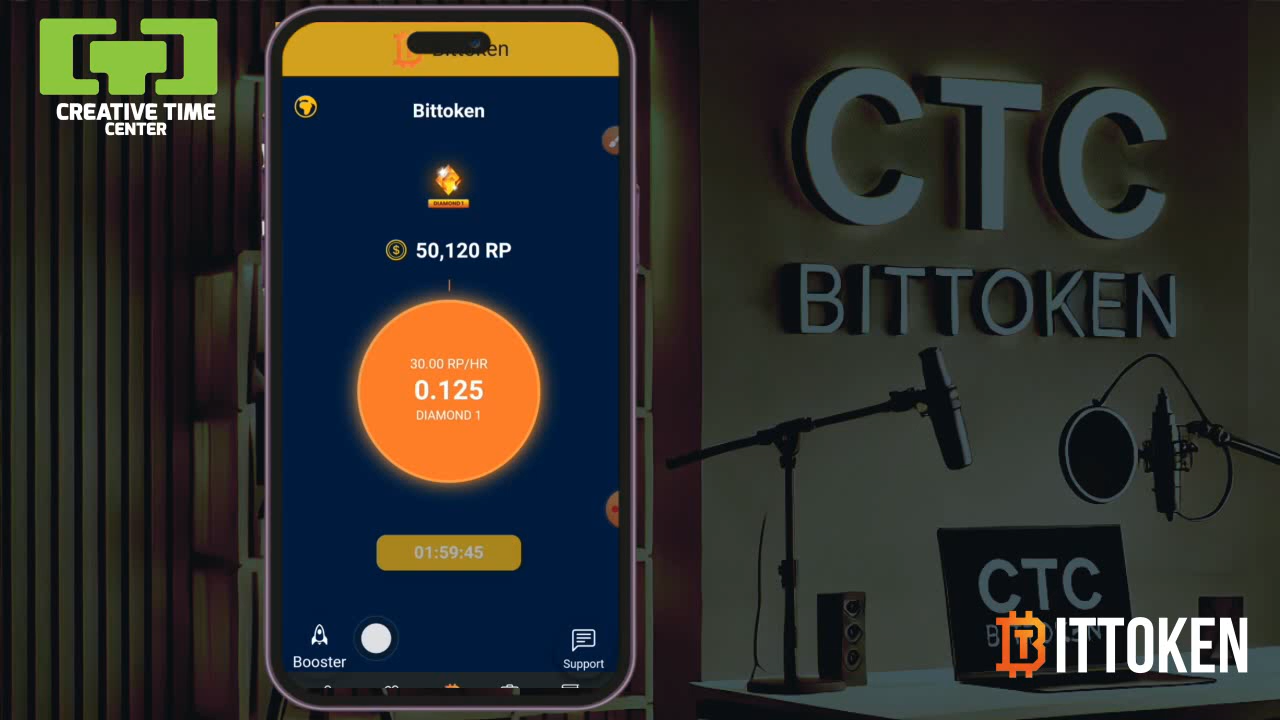 CREATIVE TIME
CENTER
Bittoken
Bittoken
DIAMOND 1
50,120 RP
30.00 RP/HR
0.125
DIAMOND 1
01:59:45
Booster
Support
CTC
BITTOKEN
CTC
BITTOKEN